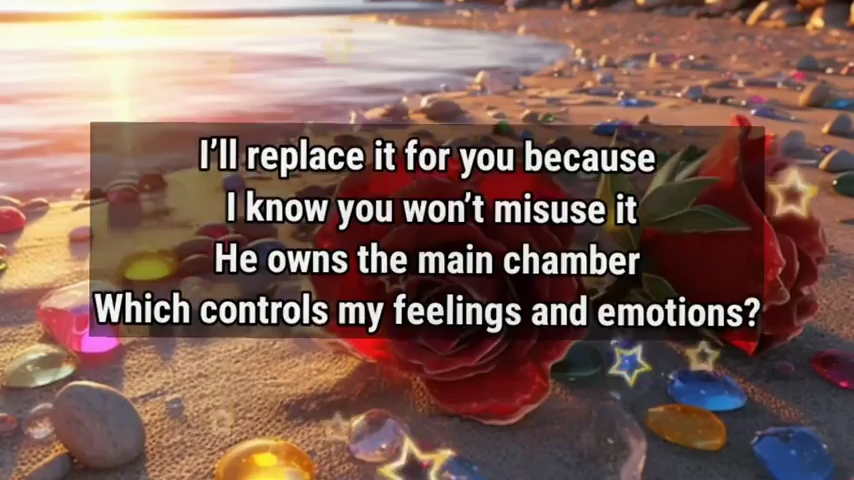 I’ll replace it for you because
I know you won’t misuse it
He owns the main chamber
Which controls my feelings and emotions?